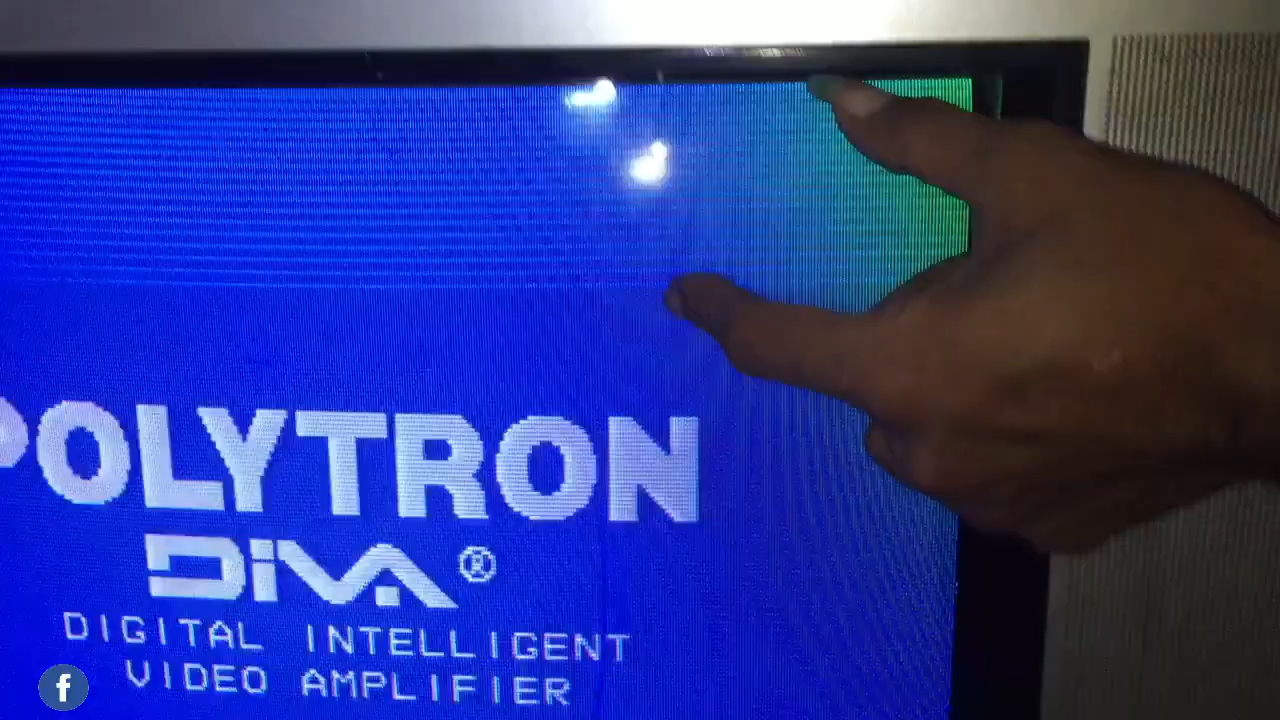 POLYTRON
DiVA®
DIGITAL INTELLIGENT
VIDEO AMPLIFIER
f